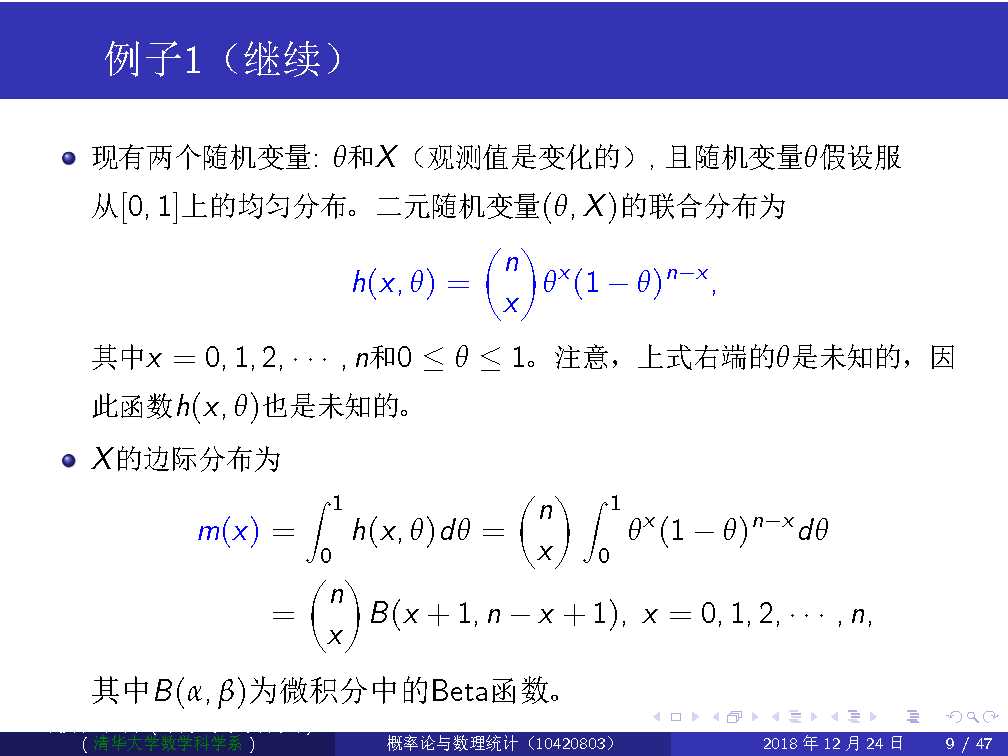 例子1（继续）
现有两个随机变量: θ和X（观测值是变化的）, 且随机变量θ假设服
从[0, 1]上的均匀分布。二元随机变量(θ, X)的联合分布为
h(x, θ) = \binom{n}{x} θ^x (1 − θ)^{n−x},
其中x = 0, 1, 2, ⋯ , n和0 ≤ θ ≤ 1。注意，上式右端的θ是未知的，因
此函数h(x, θ)也是未知的。
X的边际分布为
m(x) = ∫_0^1 h(x, θ)dθ = \binom{n}{x} ∫_0^1 θ^x (1 − θ)^{n−x} dθ
= \binom{n}{x} B(x + 1, n − x + 1), x = 0, 1, 2, ⋯ , n,
其中B(α, β)为微积分中的Beta函数。
( 清华大学数学科学系 ) 概率论与数理统计（10420803） 2018 年 12 月 24 日 9 / 47